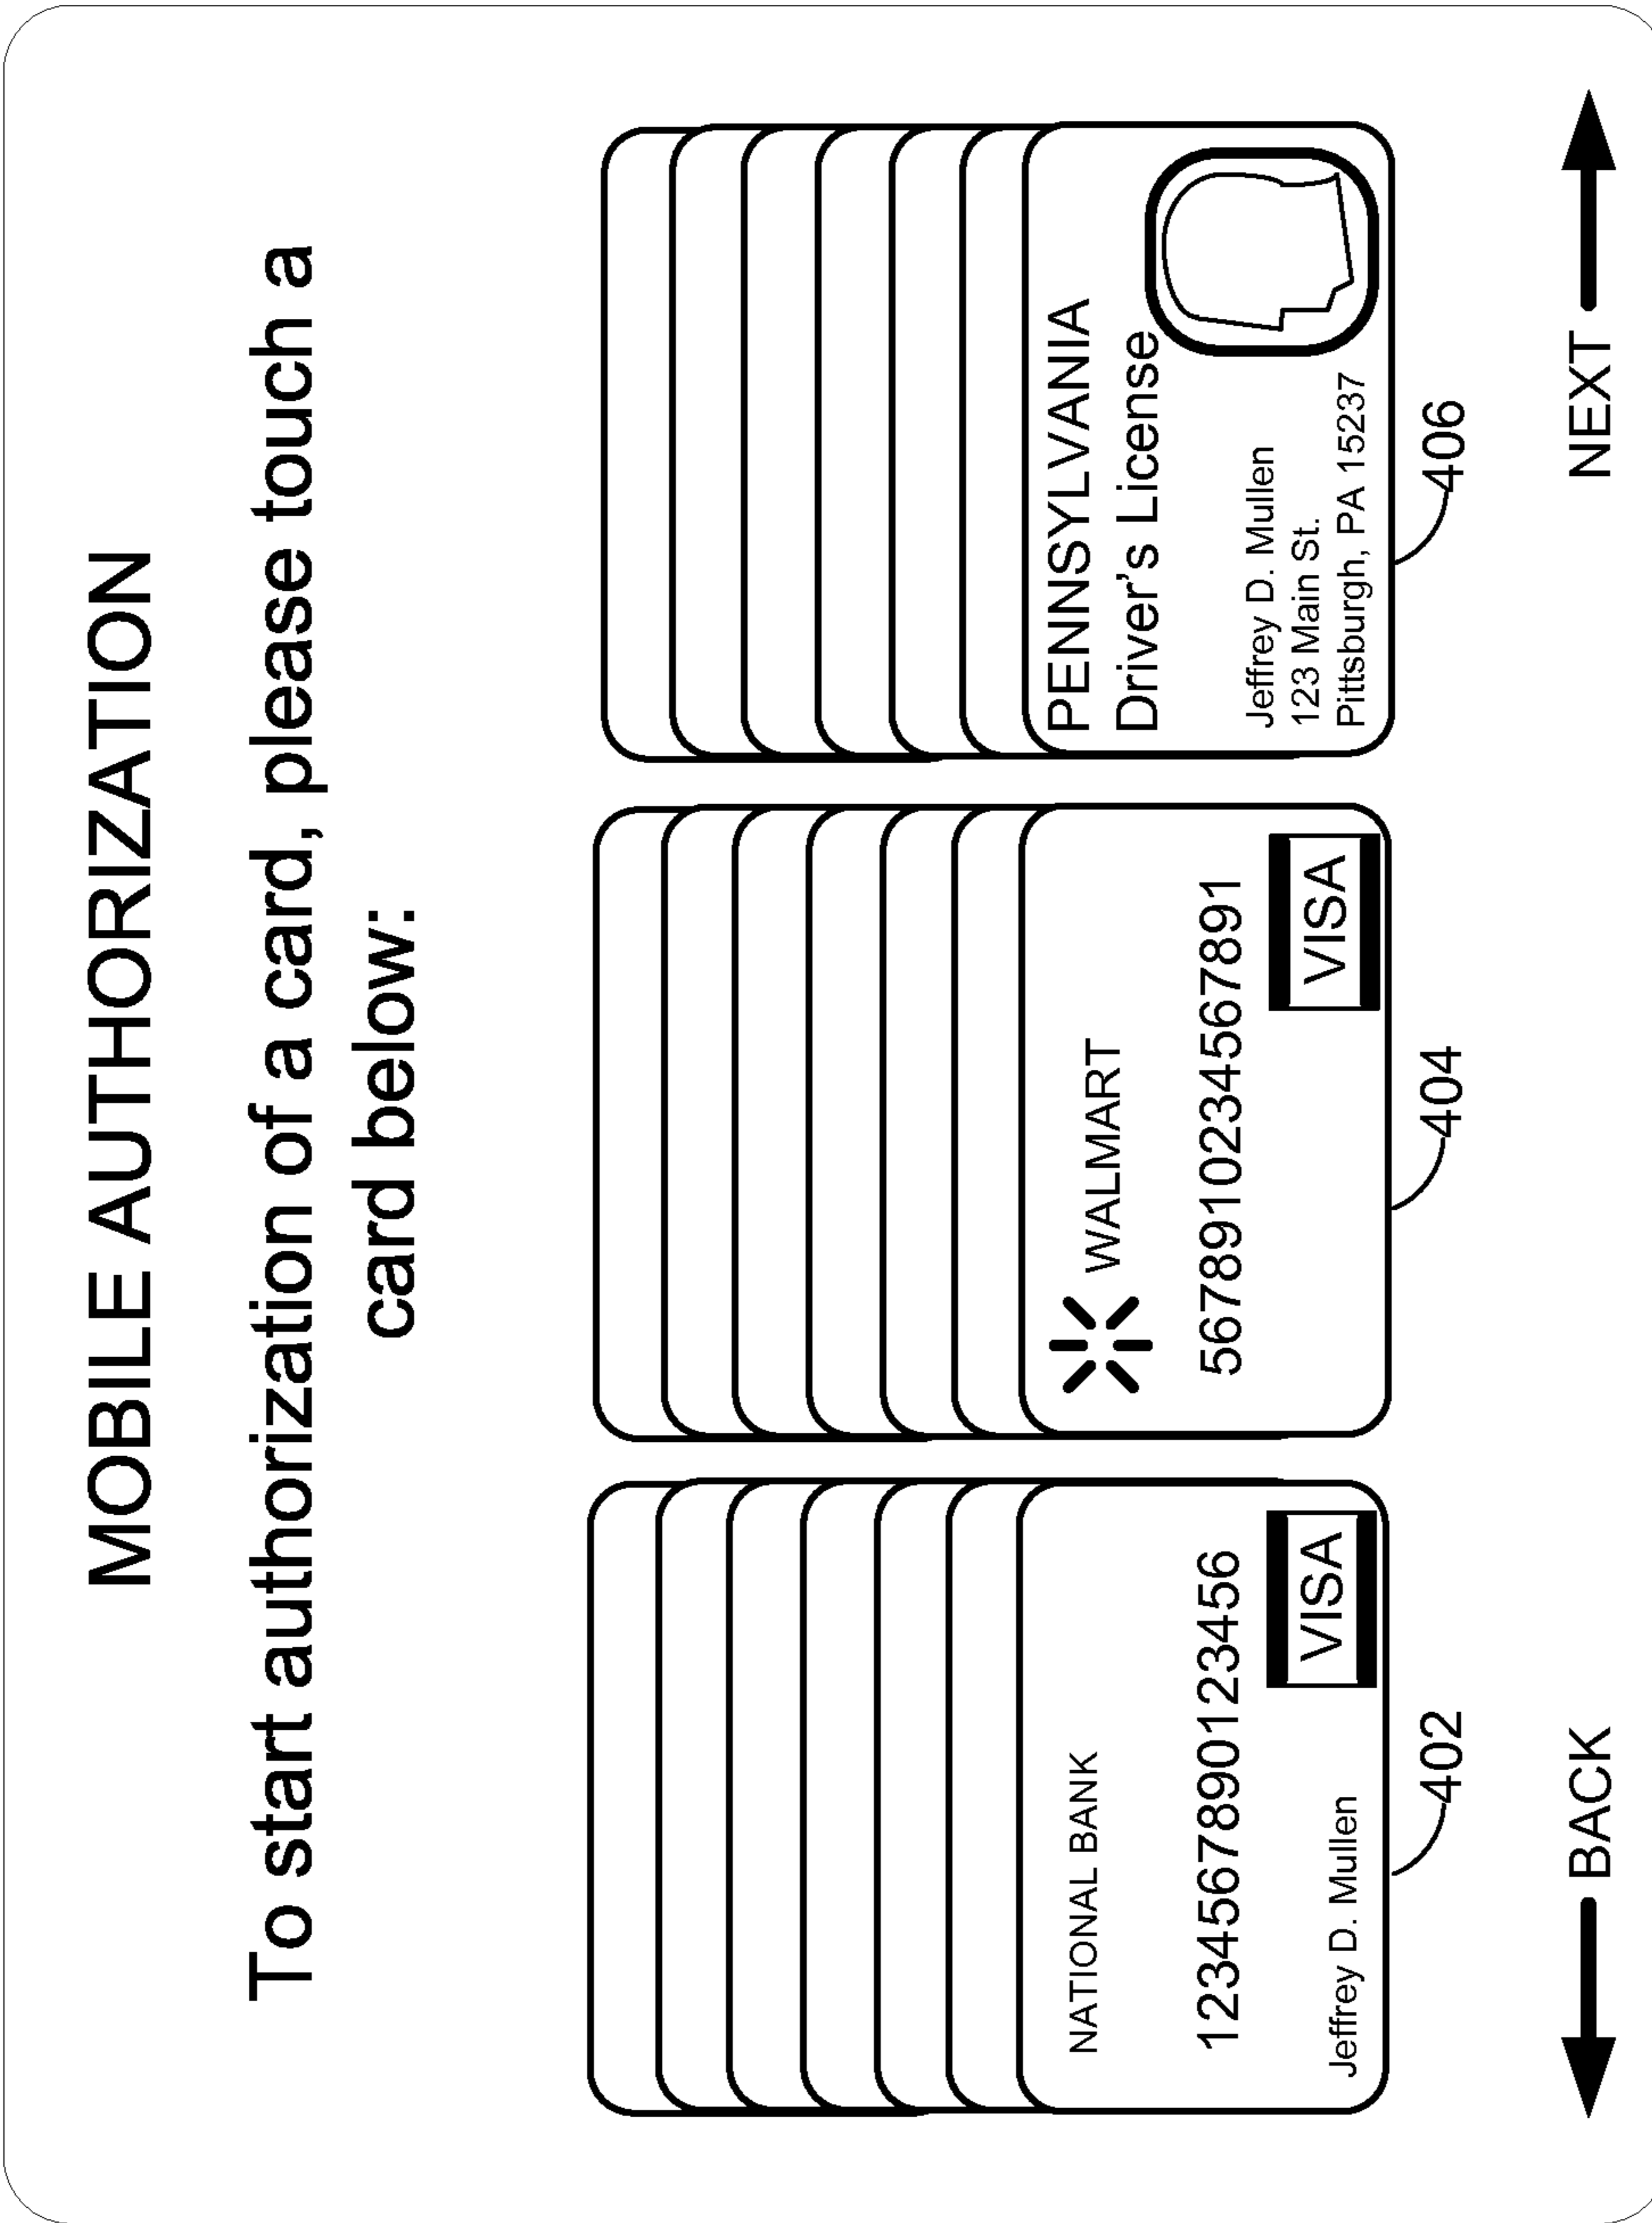 MOBILE AUTHORIZATION
To start authorization of a card, please touch a
card below:
NATIONAL BANK
1234567890123456
Jeffrey D. Mullen
VISA
402
WALMART
5678910234567891
VISA
404
PENNSYLVANIA
Driver's License
Jeffrey D. Mullen
123 Main St.
Pittsburgh, PA 15237
406
BACK
NEXT